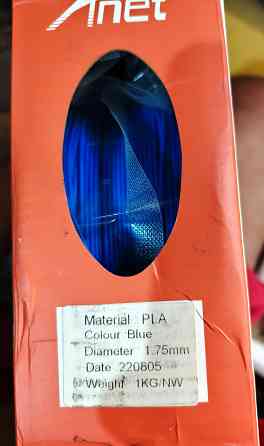 Anet
Material PLA
Colour Blue
Diameter 1.75mm
Date 220805
Weight 1KG/NW